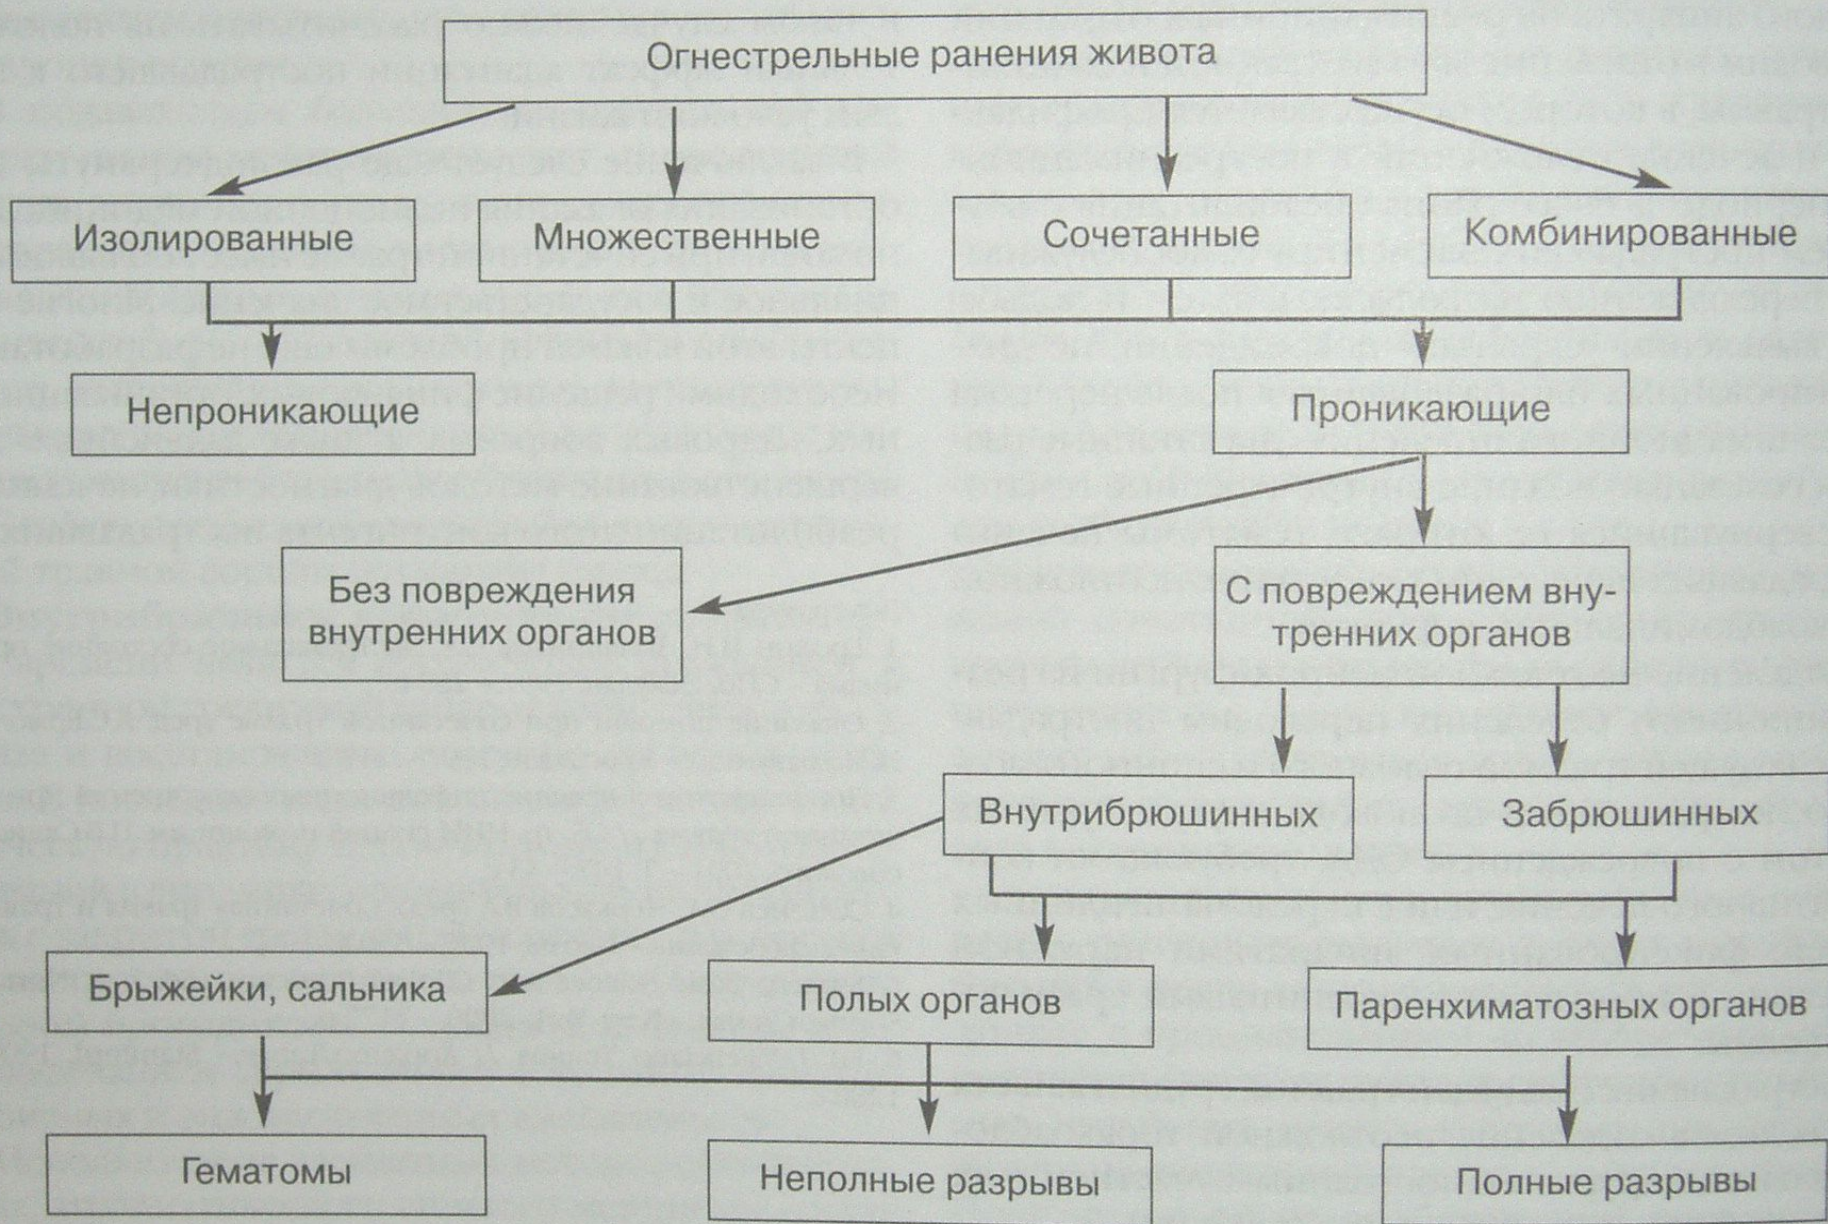 Огнестрельные ранения живота
Изолированные
Множественные
Сочетанные
Комбинированные
Непроникающие
Проникающие
Без повреждения
внутренних органов
С повреждением вну-
тренних органов
Внутрибрюшинных
Забрюшинных
Брыжейки, сальника
Полых органов
Паренхиматозных органов
Гематомы
Неполные разрывы
Полные разрывы